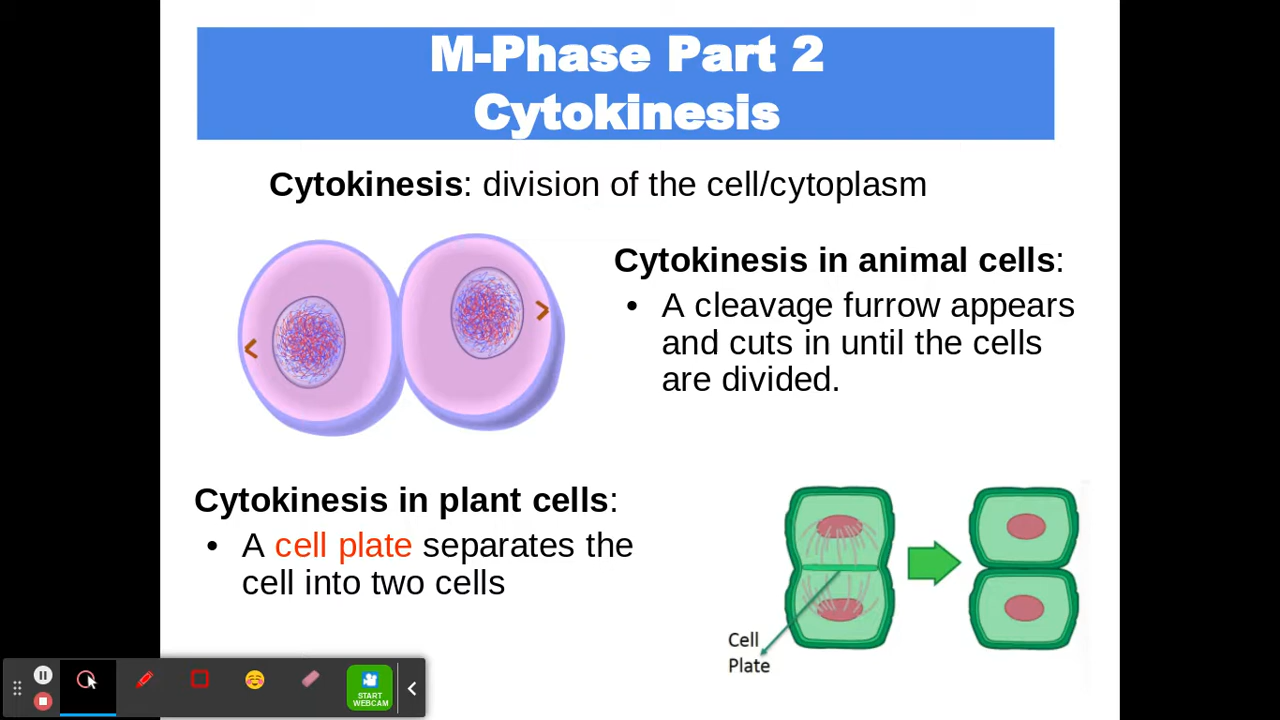 M-Phase Part 2
Cytokinesis
Cytokinesis: division of the cell/cytoplasm
Cytokinesis in animal cells:
• A cleavage furrow appears
and cuts in until the cells
are divided.
Cytokinesis in plant cells:
• A cell plate separates the
cell into two cells
Cell
Plate
START
WEBCAM